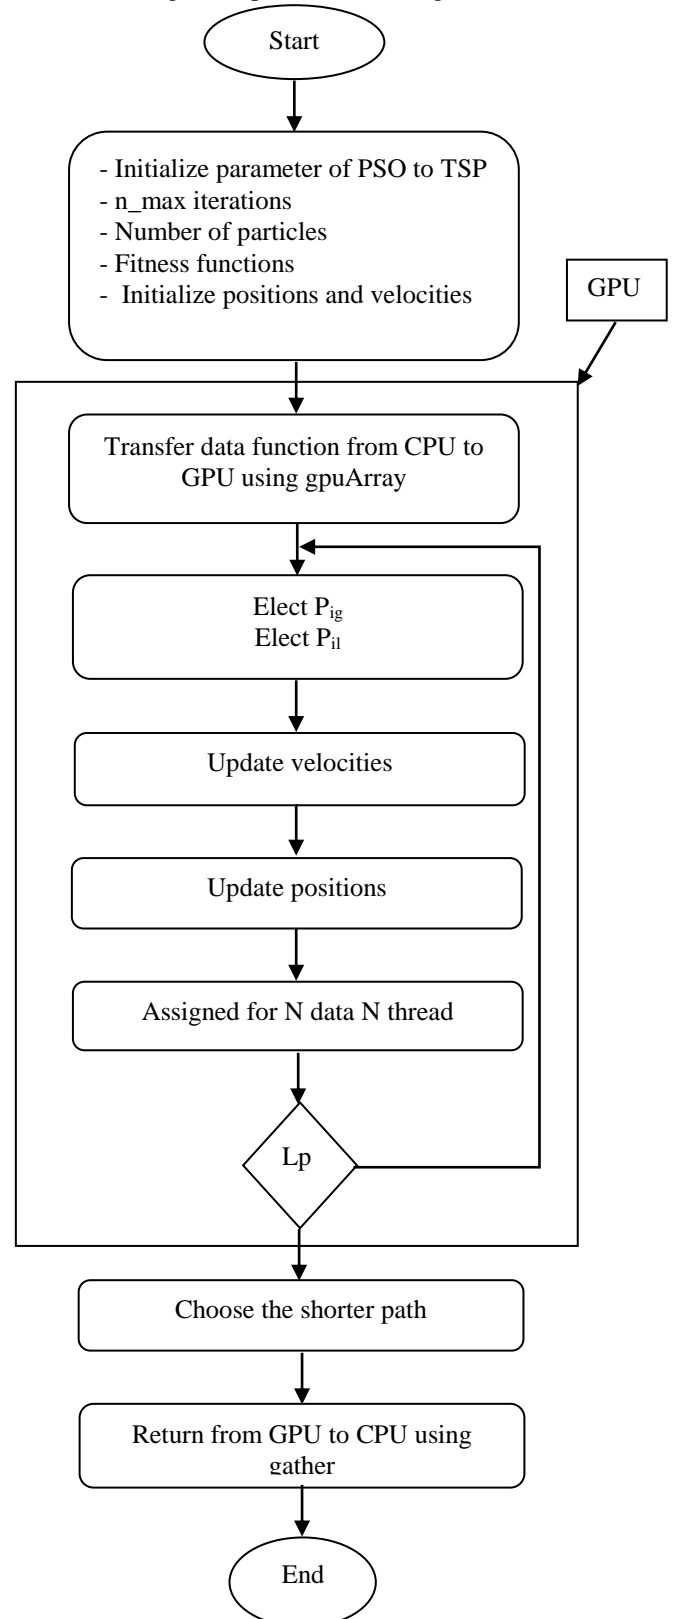 Start
- Initialize parameter of PSO to TSP
- n_max iterations
- Number of particles
- Fitness functions
- Initialize positions and velocities
GPU
Transfer data function from CPU to
GPU using gpuArray
Elect Pig
Elect Pil
Update velocities
Update positions
Assigned for N data N thread
Lp
Choose the shorter path
Return from GPU to CPU using
gather
End